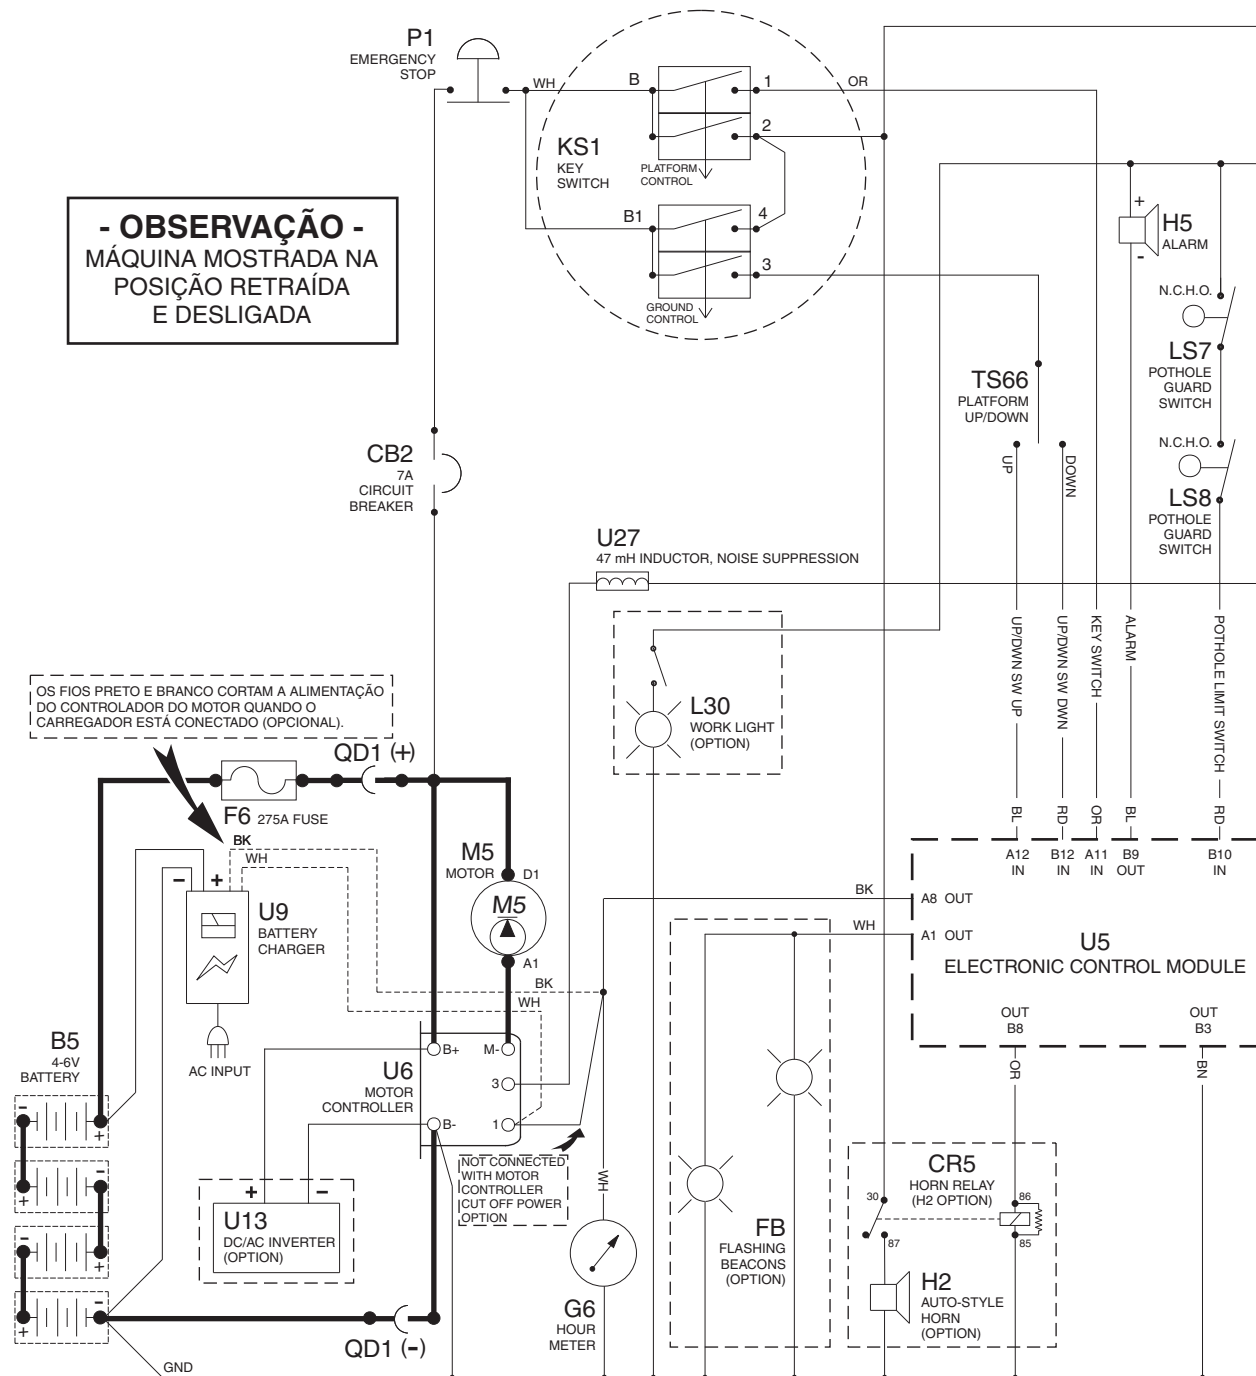 P1
EMERGENCY
STOP
WH
B
1
OR
2
KS1
KEY
SWITCH
PLATFORM
CONTROL
B1
4
3
GROUND
CONTROL
- OBSERVAÇÃO -
MÁQUINA MOSTRADA NA
POSIÇÃO RETRAÍDA
E DESLIGADA
+
H5
ALARM
-
N.C.H.O.
LS7
POTHOLE
GUARD
SWITCH
TS66
PLATFORM
UP/DOWN
UP
DOWN
N.C.H.O.
LS8
POTHOLE
GUARD
SWITCH
CB2
7A
CIRCUIT
BREAKER
U27
47 mH INDUCTOR, NOISE SUPPRESSION
UP/DWN SW UP
UP/DWN SW DWN
KEY SWITCH
ALARM
POTHOLE LIMIT SWITCH
L30
WORK LIGHT
(OPTION)
OS FIOS PRETO E BRANCO CORTAM A ALIMENTAÇÃO
DO CONTROLADOR DO MOTOR QUANDO O
CARREGADOR ESTÁ CONECTADO (OPCIONAL).
QD1 (+)
F6 275A FUSE
BK
WH
BL
RD
OR
BL
RD
A12
IN
B12
IN
A11
IN
B9
OUT
B10
IN
M5
MOTOR
D1
M5
A1
- +
U9
BATTERY
CHARGER
AC INPUT
BK
A8 OUT
WH
A1 OUT
U5
ELECTRONIC CONTROL MODULE
OUT
B8
OUT
B3
OR
BN
BK
WH
B5
4-6V
BATTERY
-
+
B+
M-
U6
MOTOR
CONTROLLER
3
B-
1
NOT CONNECTED
WITH MOTOR
CONTROLLER
CUT OFF POWER
OPTION
-
+
+ -
U13
DC/AC INVERTER
(OPTION)
WH
-
+
-
+
FB
FLASHING
BEACONS
(OPTION)
CR5
HORN RELAY
(H2 OPTION)
30
86
87
85
H2
AUTO-STYLE
HORN
(OPTION)
G6
HOUR
METER
QD1 (-)
GND